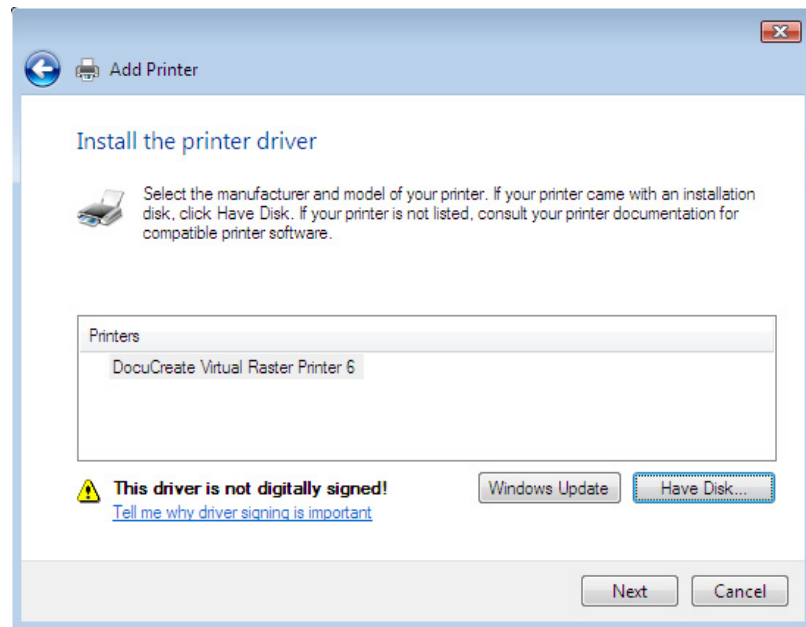 Add Printer
Install the printer driver
Select the manufacturer and model of your printer. If your printer came with an installation
disk, click Have Disk. If your printer is not listed, consult your printer documentation for
compatible printer software.
Printers
DocuCreate Virtual Raster Printer 6
This driver is not digitally signed!
Tell me why driver signing is important
Windows Update
Have Disk...
Next
Cancel